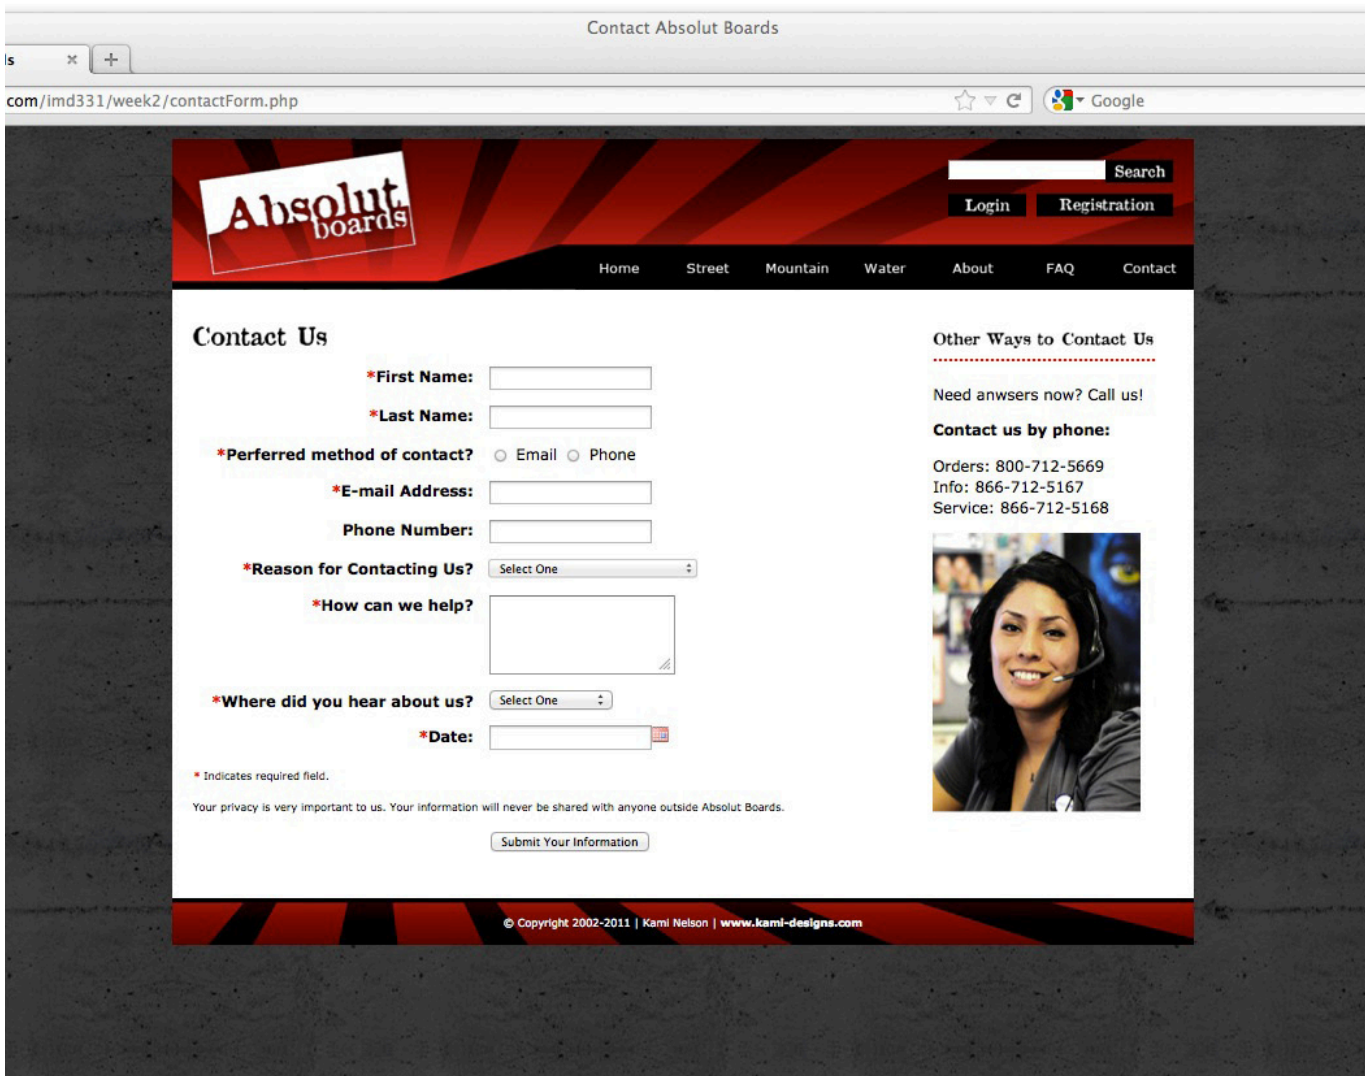 Contact Absolut Boards
ls
com/imd331/week2/contactForm.php
Google
Absolut
boards
Search
Login Registration
Home Street Mountain Water About FAQ Contact
Contact Us
*First Name:
*Last Name:
*Perferred method of contact? Email Phone
*E-mail Address:
Phone Number:
*Reason for Contacting Us? Select One
*How can we help?
*Where did you hear about us? Select One
*Date:
* Indicates required field.
Your privacy is very important to us. Your information will never be shared with anyone outside Absolut Boards.
Submit Your Information
Other Ways to Contact Us
Need anwsers now? Call us!
Contact us by phone:
Orders: 800-712-5669
Info: 866-712-5167
Service: 866-712-5168
© Copyright 2002-2011 | Kami Nelson | www.kami-designs.com